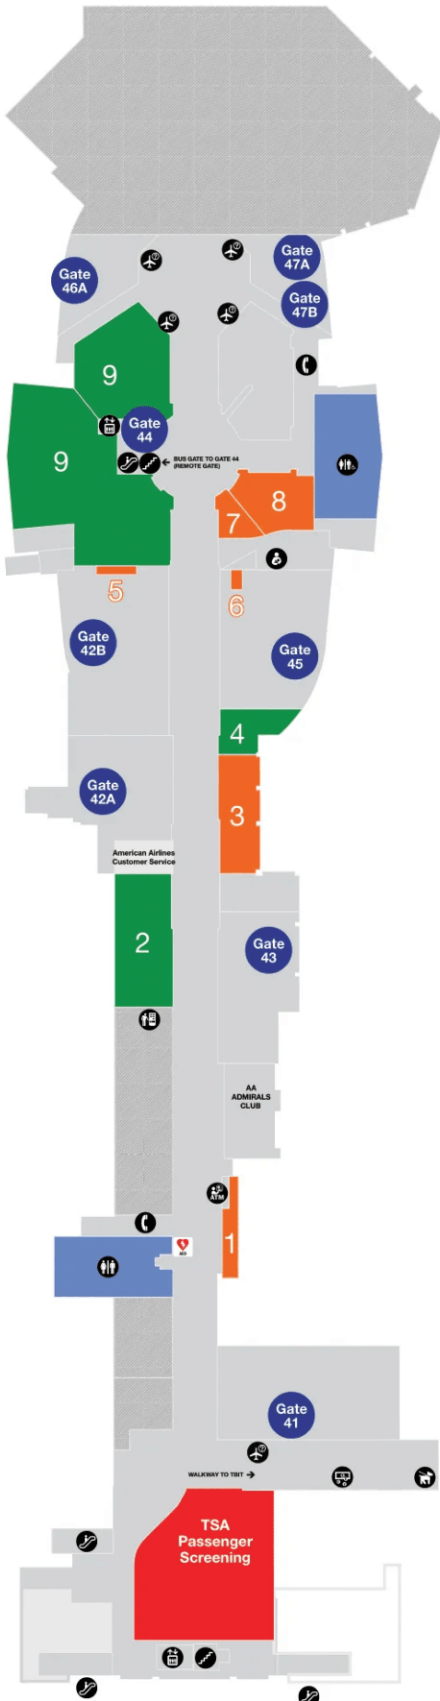 Gate
46A
Gate
47A
Gate
47B
9
Gate
44
9
BUS GATE TO GATE 44
(REMOTE GATE)
8
7
5
6
Gate
42B
Gate
45
4
Gate
42A
3
American Airlines
Customer Service
2
Gate
43
AA
ADMIRALS
CLUB
ATM
1
AED
Gate
41
WALKWAY TO TBIT
TSA
Passenger
Screening